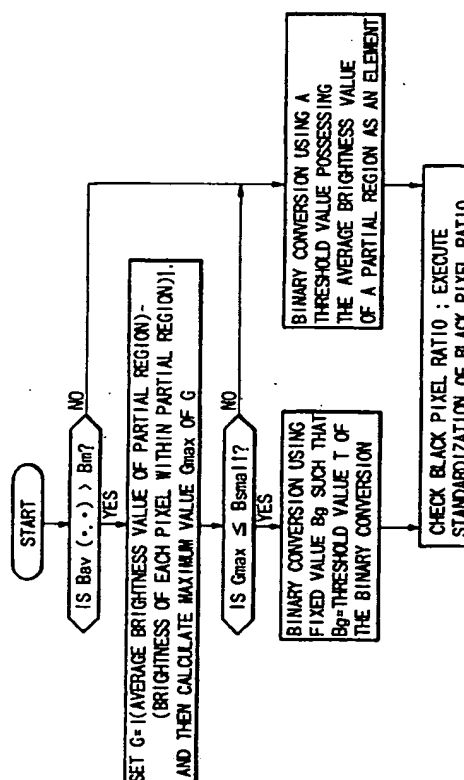 START
IS Bav (*, *) > Bm?
NO
YES
SET G=|(AVERAGE BRIGHTNESS VALUE OF PARTIAL REGION)-
(BRIGHTNESS OF EACH PIXEL WITHIN PARTIAL REGION)|.
AND THEN CALCULATE MAXIMUM VALUE Gmax OF G
IS Gmax ≤ Bsmall?
NO
YES
BINARY CONVERSION USING
FIXED VALUE Bg SUCH THAT
Bg=THRESHOLD VALUE T OF
THE BINARY CONVERSION
BINARY CONVERSION USING A
THRESHOLD VALUE POSSESSING
THE AVERAGE BRIGHTNESS VALUE
OF A PARTIAL REGION AS AN ELEMENT
CHECK BLACK PIXEL RATIO ; EXECUTE
STANDARDIZATION OF BLACK PIXEL RATIO